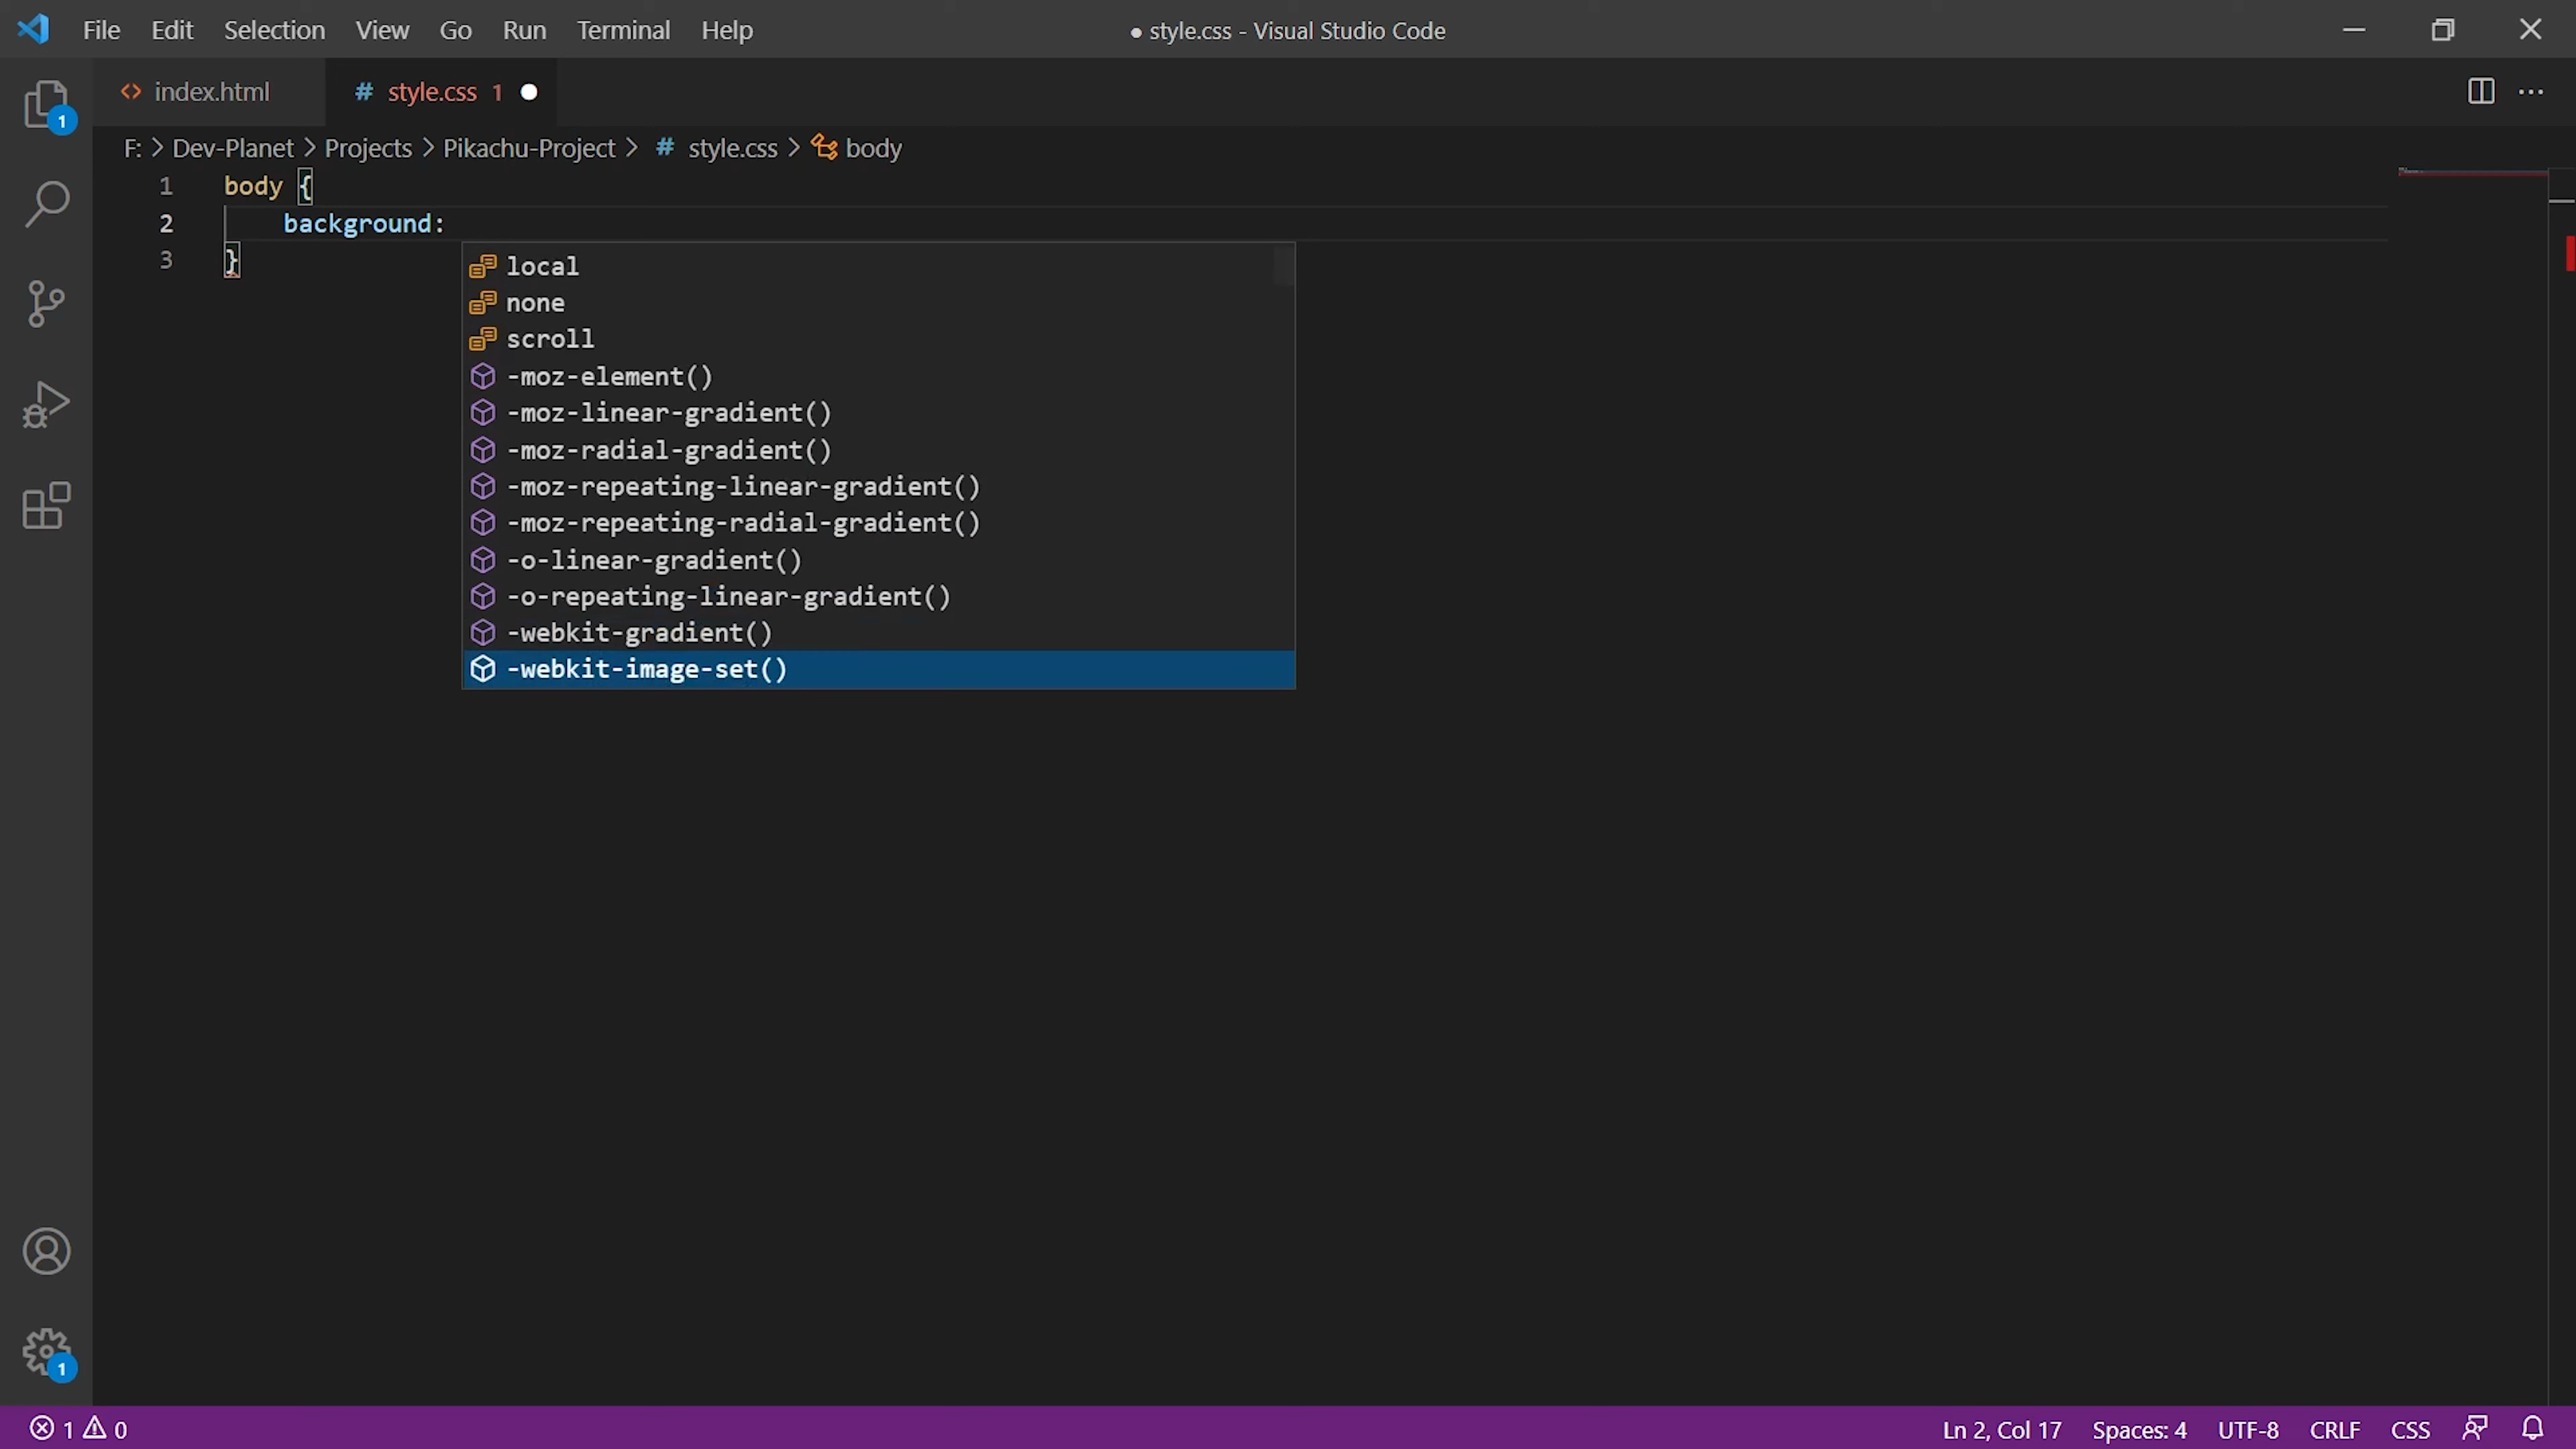 File Edit Selection View Go Run Terminal Help ● style.css - Visual Studio Code
<> index.html # style.css 1 ● ...
1
F: > Dev-Planet > Projects > Pikachu-Project > # style.css > body
1 body {
2 background:
3 }
local
none
scroll
-moz-element()
-moz-linear-gradient()
-moz-radial-gradient()
-moz-repeating-linear-gradient()
-moz-repeating-radial-gradient()
-o-linear-gradient()
-o-repeating-linear-gradient()
-webkit-gradient()
-webkit-image-set()
1
1 0 Ln 2, Col 17 Spaces: 4 UTF-8 CRLF CSS